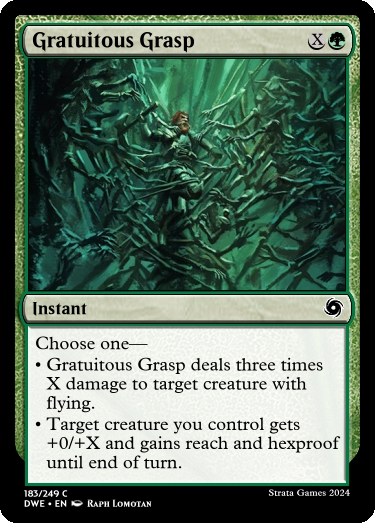 Gratuitous Grasp X
Instant
Choose one—
• Gratuitous Grasp deals three times
X damage to target creature with
flying.
• Target creature you control gets
+0/+X and gains reach and hexproof
until end of turn.
183/249 C Strata Games 2024
DWE • EN Raph Lomotan